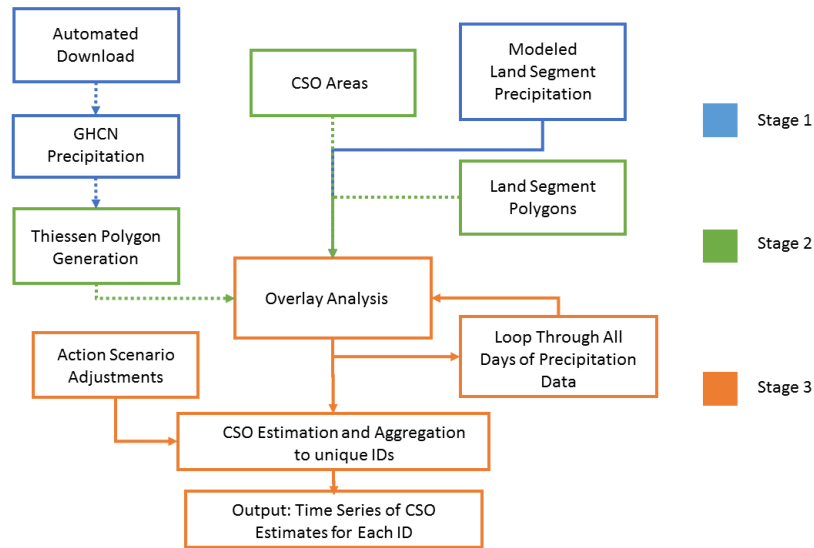 Automated
Download
CSO Areas
Modeled
Land Segment
Precipitation
Stage 1
GHCN
Precipitation
Land Segment
Polygons
Thiessen Polygon
Generation
Stage 2
Overlay Analysis
Loop Through All
Days of Precipitation
Data
Action Scenario
Adjustments
Stage 3
CSO Estimation and Aggregation
to unique IDs
Output: Time Series of CSO
Estimates for Each ID